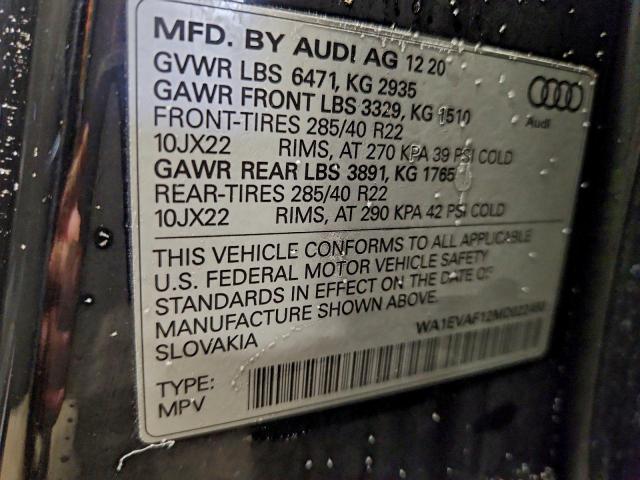 MFD. BY AUDI AG 12 20
GVWR LBS 6471, KG 2935
GAWR FRONT LBS 3329, KG 1510
FRONT-TIRES 285/40 R22
10JX22 RIMS, AT 270 KPA 39 PSI COLD
GAWR REAR LBS 3891, KG 1765
REAR-TIRES 285/40 R22
10JX22 RIMS, AT 290 KPA 42 PSI COLD
Audi
THIS VEHICLE CONFORMS TO ALL APPLICABLE
U.S. FEDERAL MOTOR VEHICLE SAFETY
STANDARDS IN EFFECT ON THE DATE OF
MANUFACTURE SHOWN ABOVE.
SLOVAKIA
TYPE:
MPV